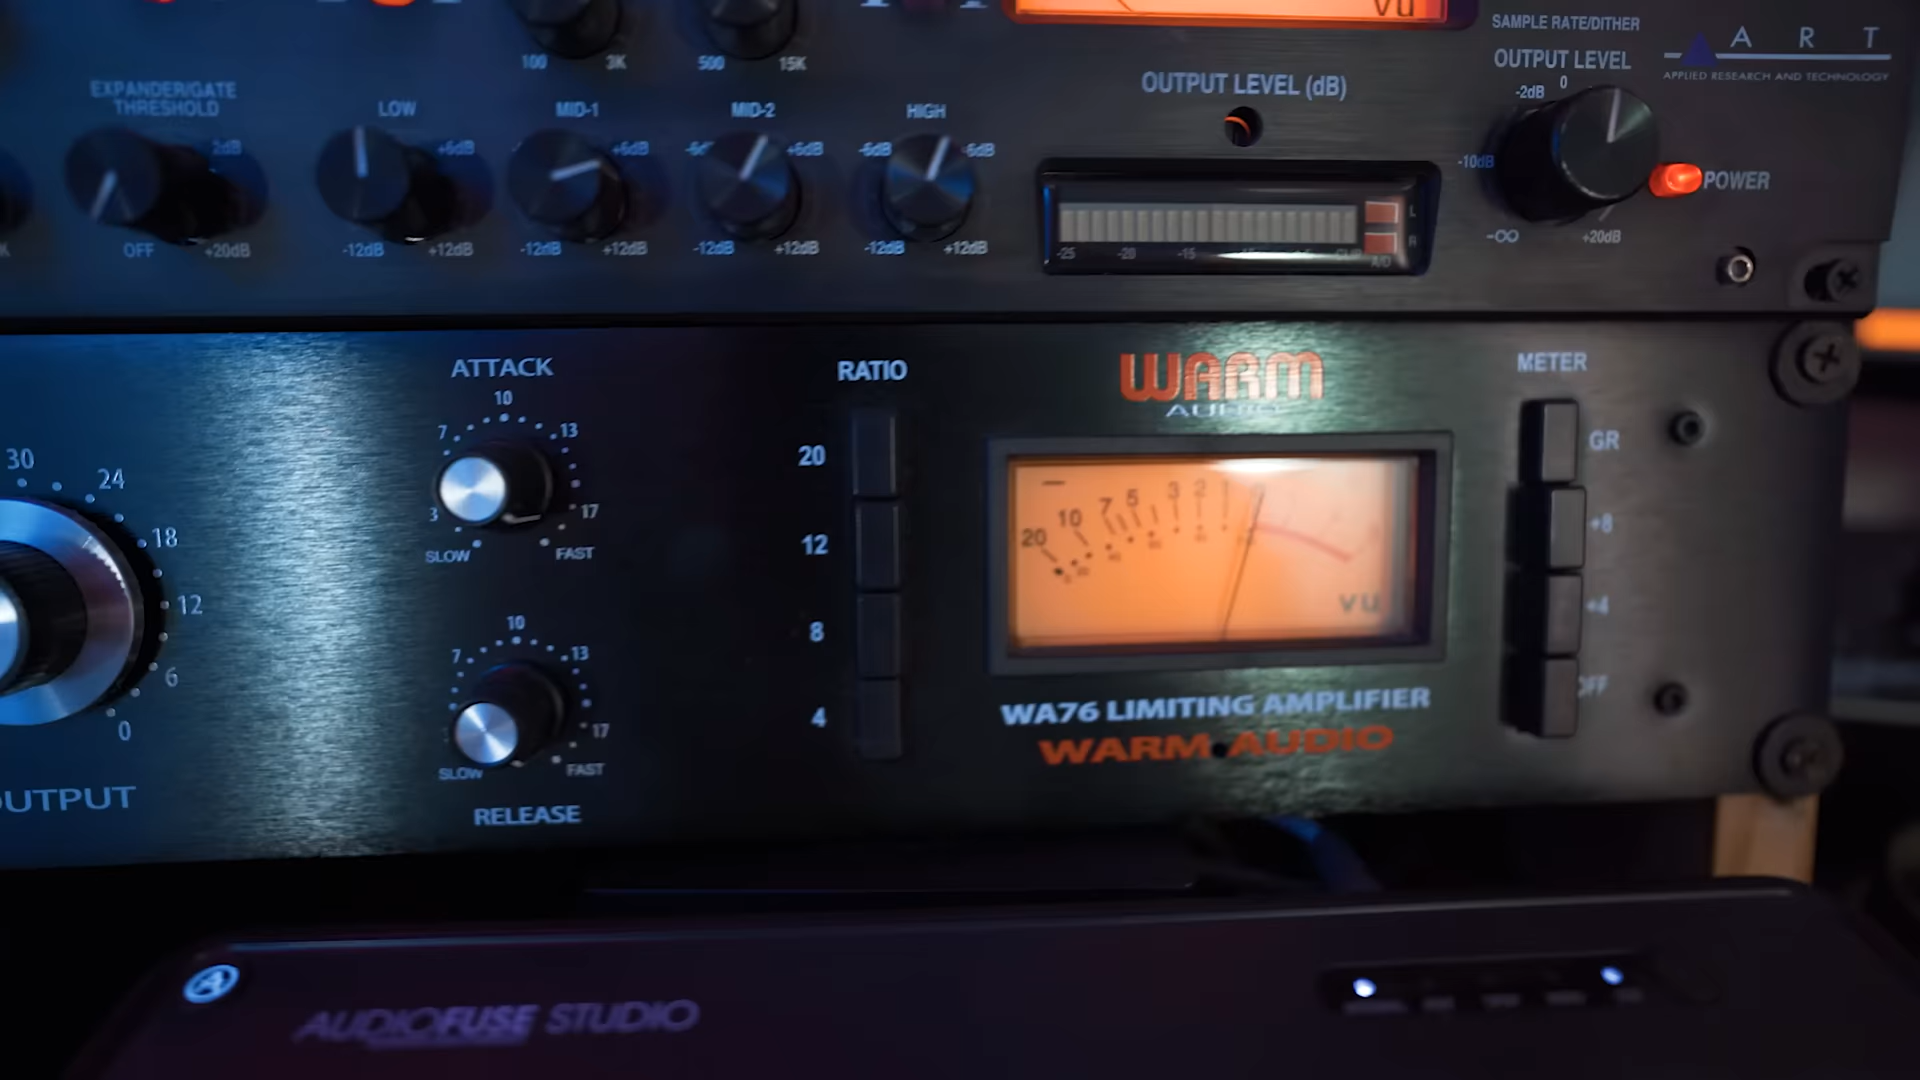 VU
SAMPLE RATE/DITHER
A R T
APPLIED RESEARCH AND TECHNOLOGY
100 3K 500 15K
EXPANDER/GATE
THRESHOLD
LOW MID-1 MID-2 HIGH
OUTPUT LEVEL (dB)
OUTPUT LEVEL
-2dB 0
2dB +6dB +6dB -6dB +6dB -6dB -6dB
-10dB
POWER
L
R
OFF +20dB -12dB +12dB -12dB +12dB -12dB +12dB -12dB +12dB
-∞ +20dB
-25 -20 -15
A/D
ATTACK
10
7 13
3 17
SLOW FAST
30
24
18
12
6
0
OUTPUT
10
7 13
17
SLOW FAST
RELEASE
RATIO
20
12
8
4
WARM
AUDIO
20 10 7 5 3 2 1
VU
WA76 LIMITING AMPLIFIER
WARM AUDIO
METER
GR
+8
+4
OFF
AUDIOFUSE STUDIO